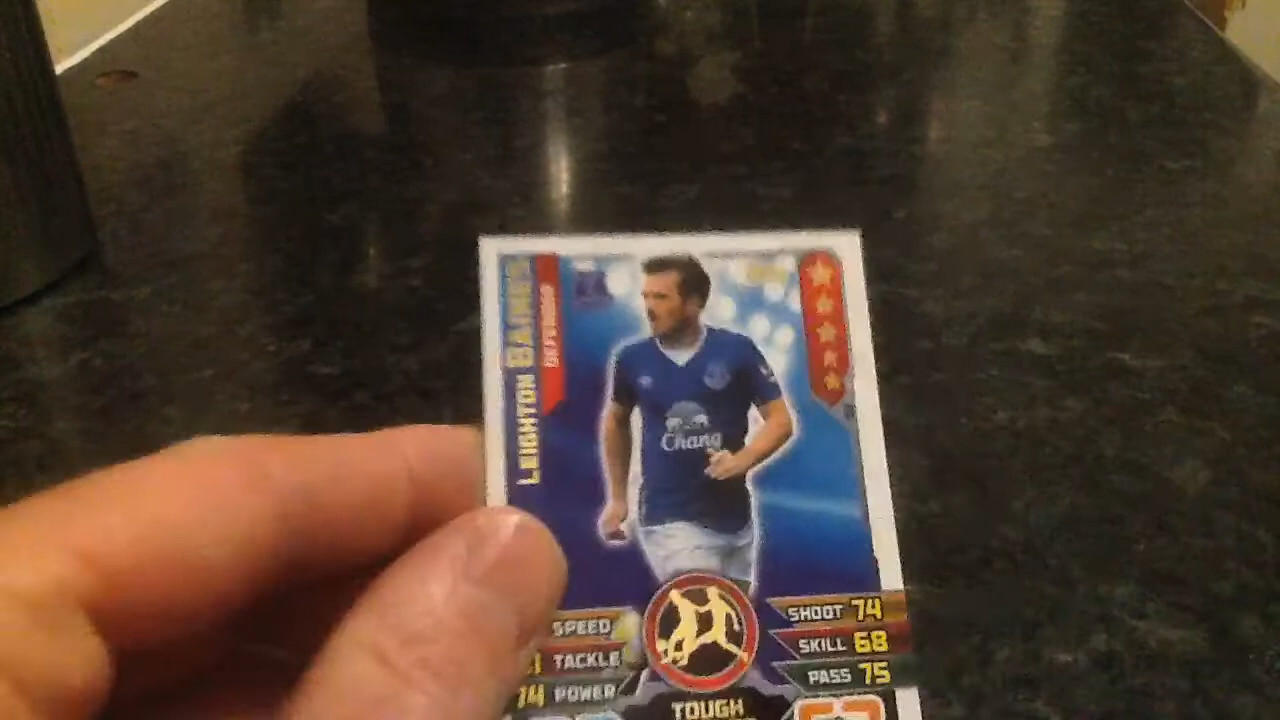 LEIGHTON BAINES
DEFENDER
Chang
SPEED
TACKLE
74 POWER
SHOOT 74
SKILL 68
PASS 75
TOUGH